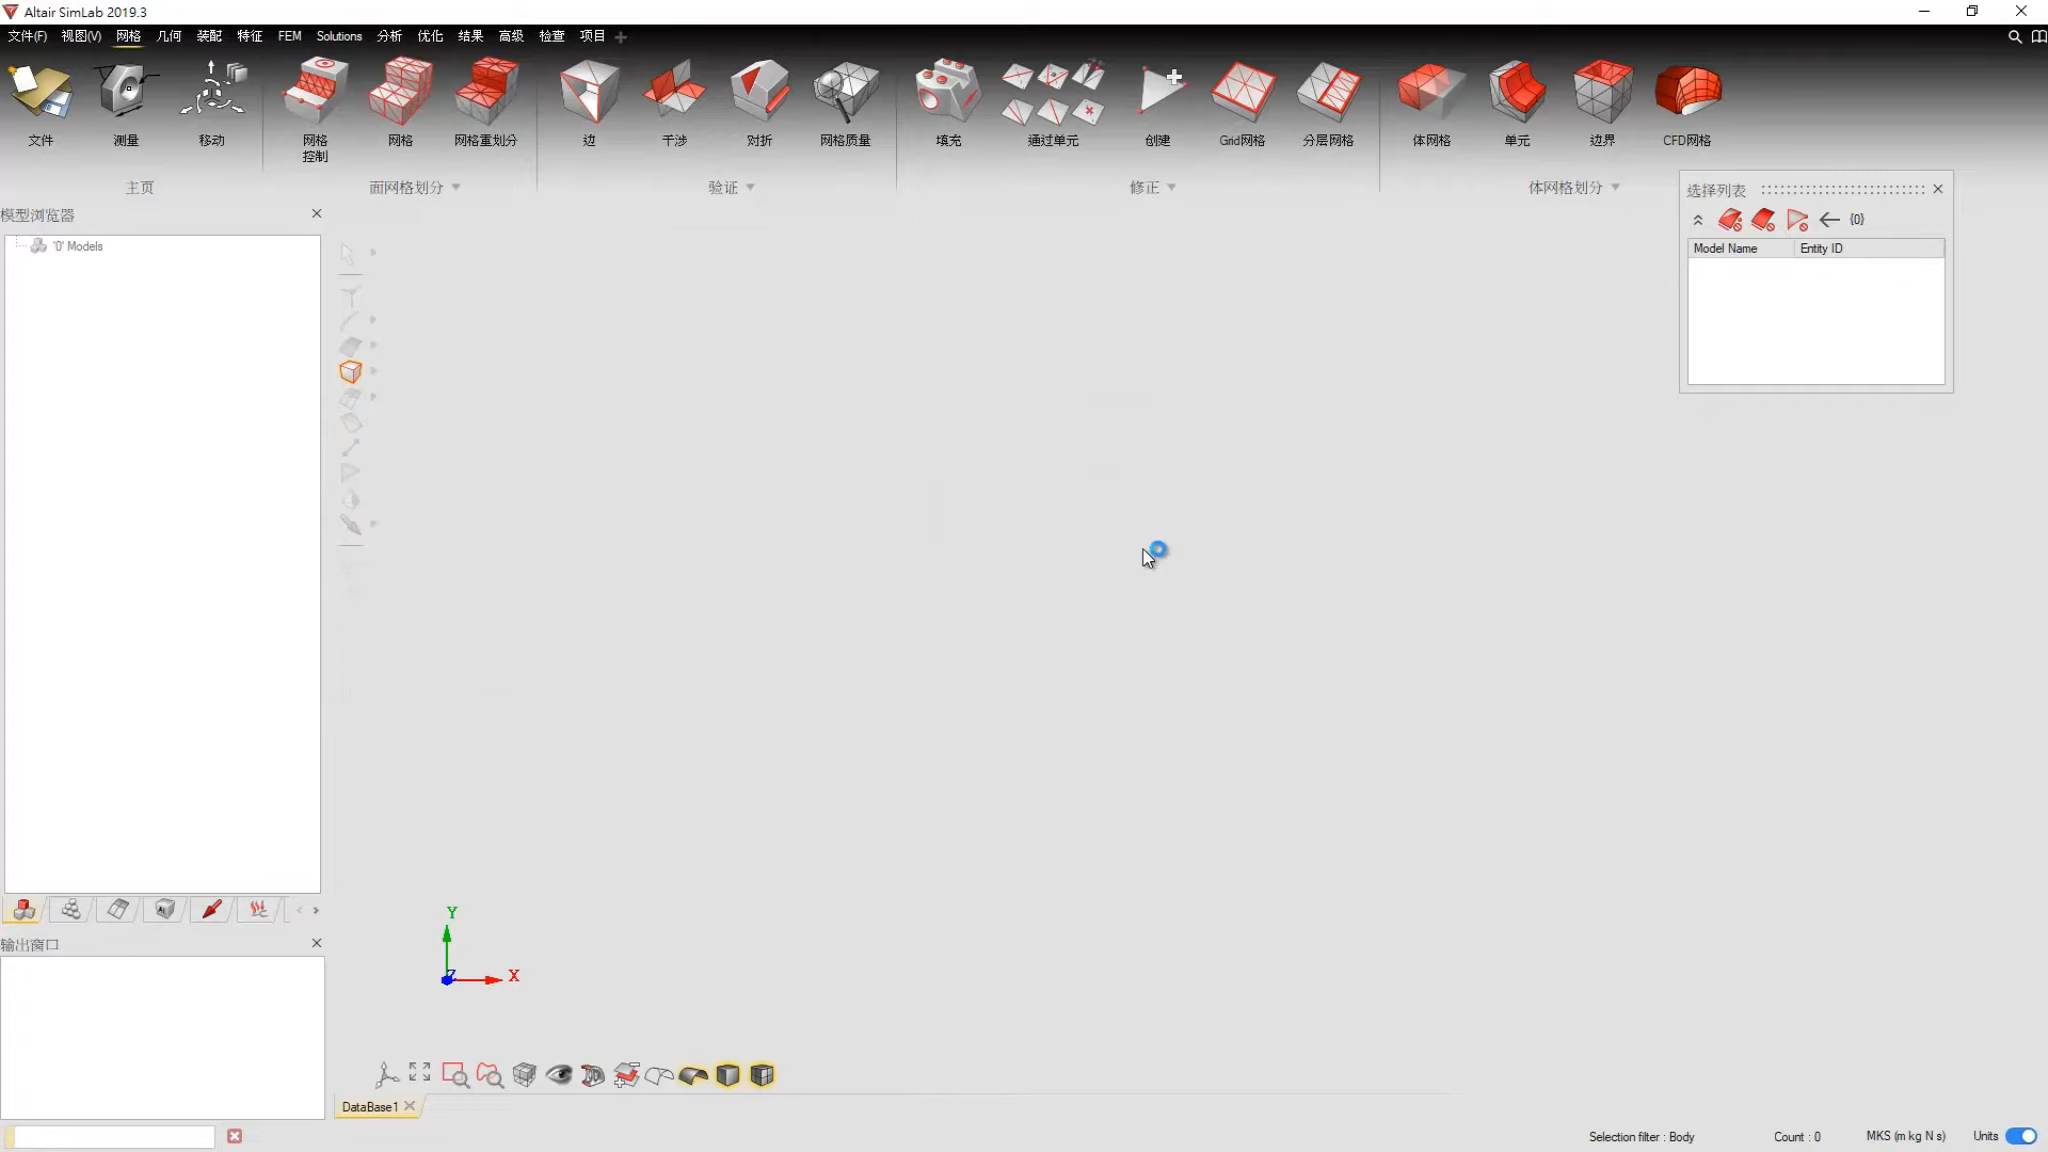 Altair SimLab 2019.3
文件(F) 视图(V) 网格 几何 装配 特征 FEM Solutions 分析 优化 结果 高级 检查 项目
文件 测量 移动 网格控制 网格 网格重划分 边 干涉 对折 网格质量 填充 通过单元 创建 Grid网格 分层网格 体网格 单元 边界 CFD网格
主页 面网格划分 验证 修正 体网格划分
选择列表
{0}
Model Name Entity ID
模型浏览器
'0' Models
Y
Z X
输出窗口
DataBase1
Selection filter : Body Count : 0 MKS (m kg N s) Units